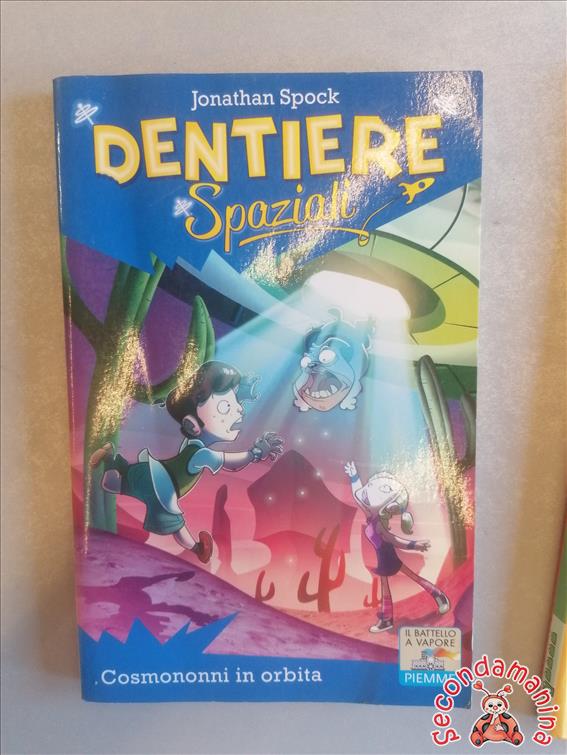 Jonathan Spock
DENTIERE
Spaziali
IL BATTELLO
A VAPORE
PIEMME
Cosmononni in orbita
Secondamanina